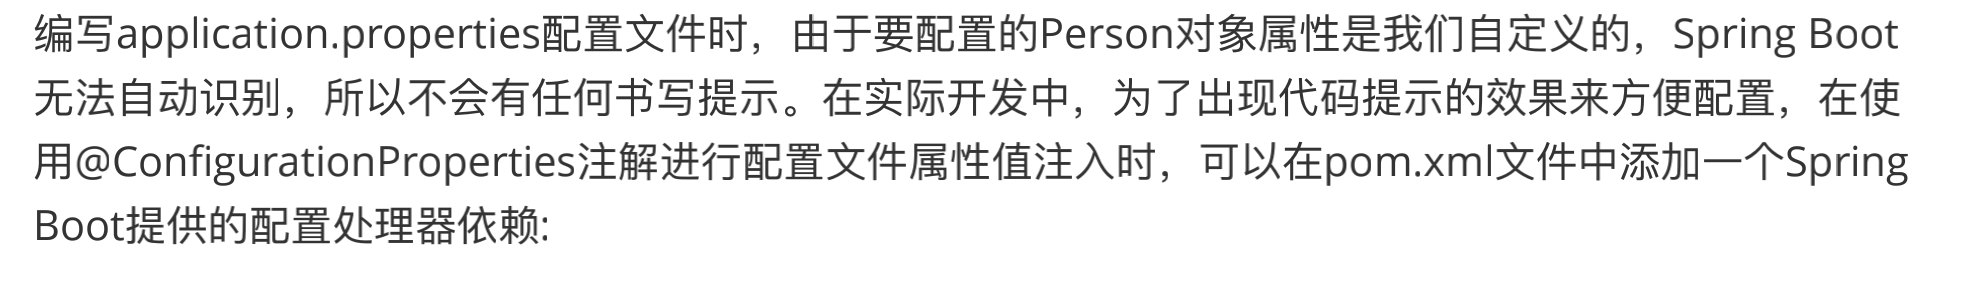 编写application.properties配置文件时，由于要配置的Person对象属性是我们自定义的，Spring Boot
无法自动识别，所以不会有任何书写提示。在实际开发中，为了出现代码提示的效果来方便配置，在使
用@ConfigurationProperties注解进行配置文件属性值注入时，可以在pom.xml文件中添加一个Spring
Boot提供的配置处理器依赖: